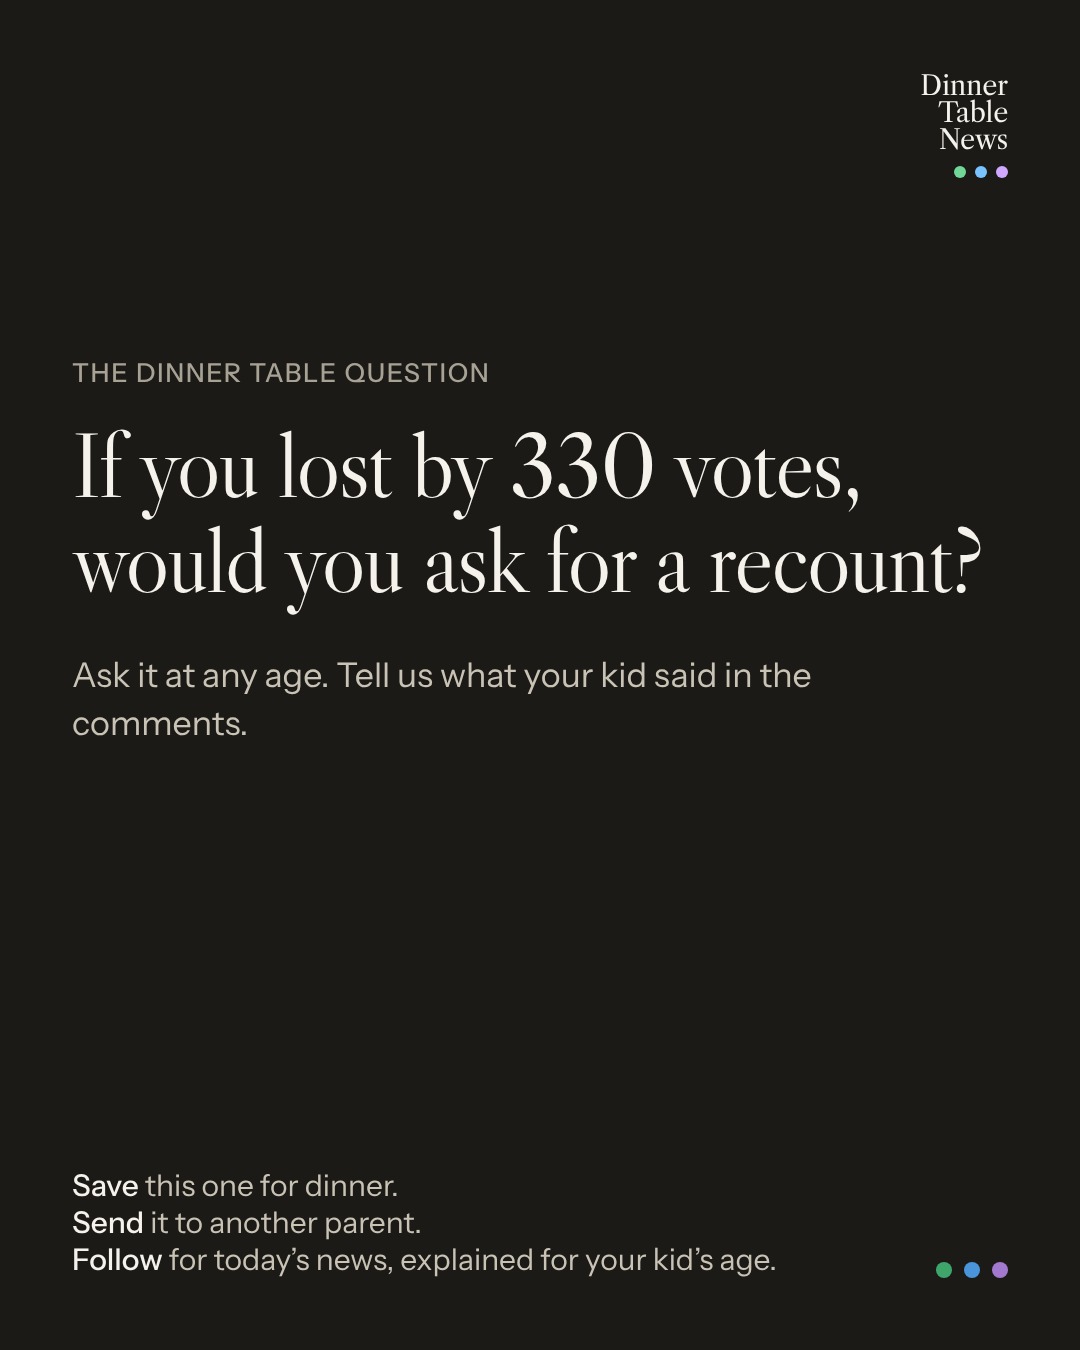 Dinner
Table
News
THE DINNER TABLE QUESTION
If you lost by 330 votes,
would you ask for a recount?
Ask it at any age. Tell us what your kid said in the
comments.
Save this one for dinner.
Send it to another parent.
Follow for today’s news, explained for your kid’s age.